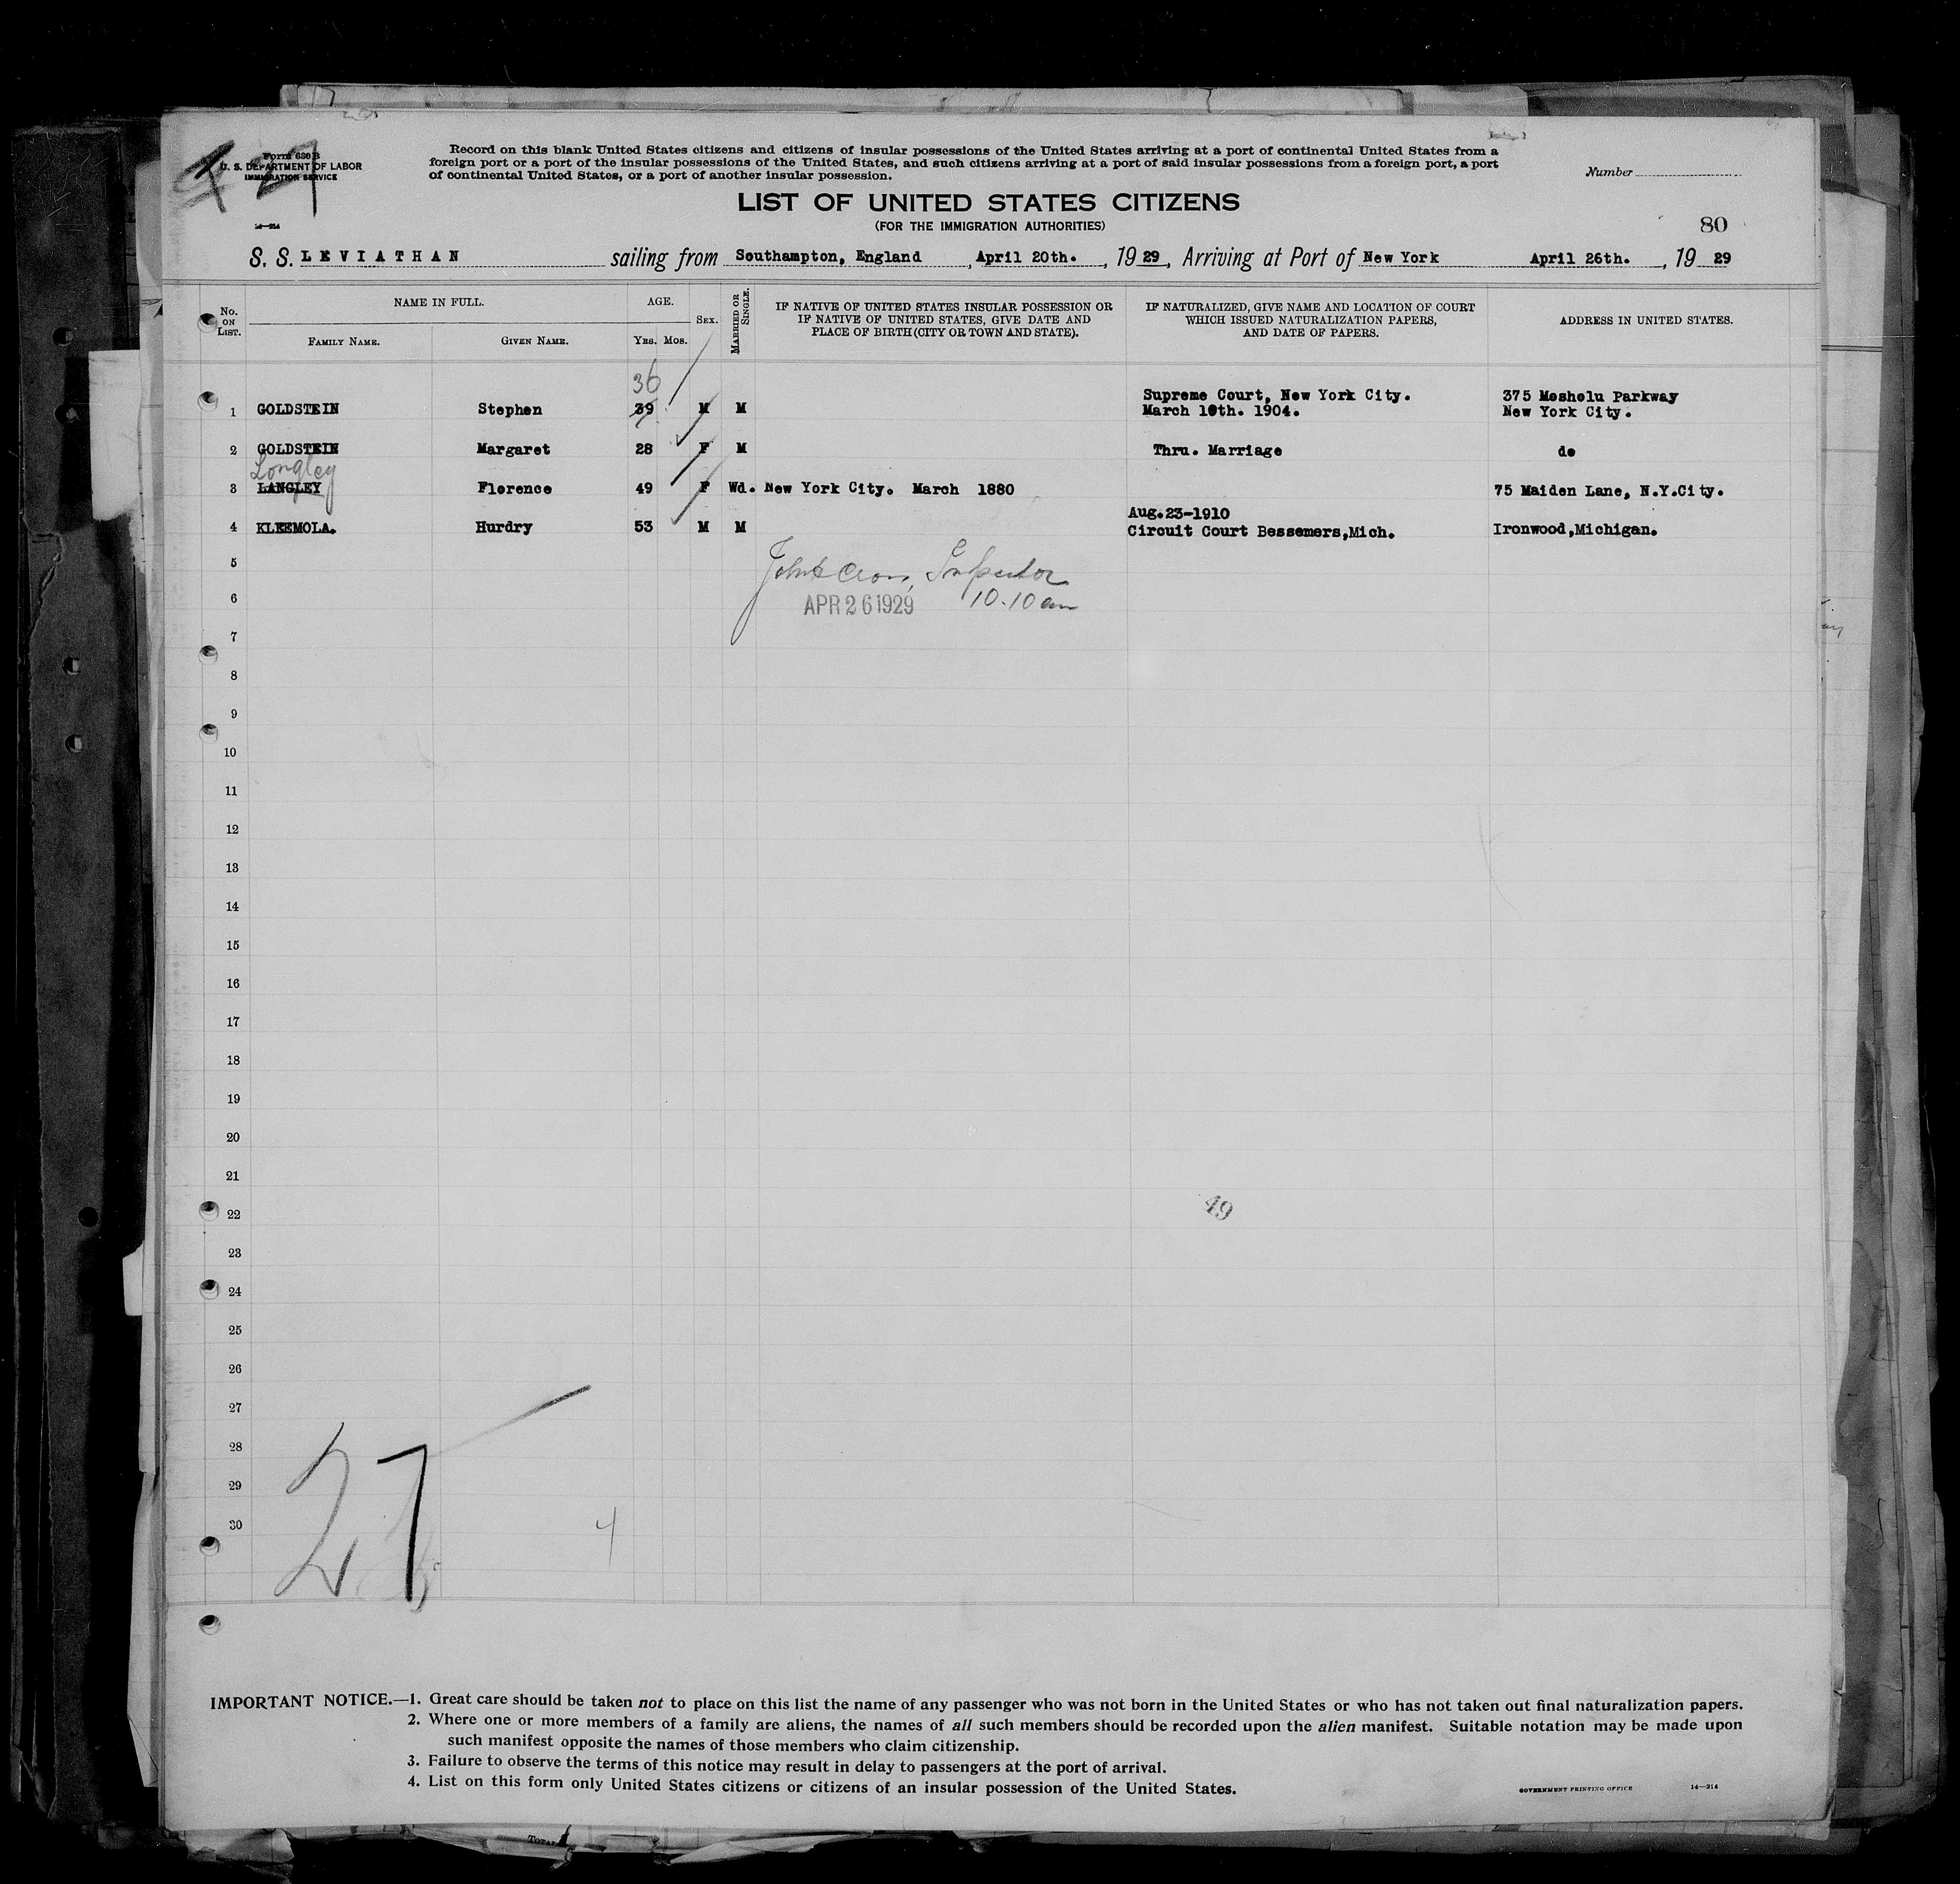 Form 630 B
U. S. DEPARTMENT OF LABOR
IMMIGRATION SERVICE
14—214
27
Record on this blank United States citizens and citizens of insular possessions of the United States arriving at a port of continental United States from a
foreign port or a port of the insular possessions of the United States, and such citizens arriving at a port of said insular possessions from a foreign port, a port
of continental United States, or a port of another insular possession.
Number
LIST OF UNITED STATES CITIZENS
(FOR THE IMMIGRATION AUTHORITIES)
80
S. S. LEVIATHAN sailing from Southampton, England, April 20th., 1929, Arriving at Port of New York April 26th., 1929
No. ON LIST. NAME IN FULL. FAMILY NAME. GIVEN NAME. AGE. YRS. MOS. SEX. MARRIED OR SINGLE.
IF NATIVE OF UNITED STATES INSULAR POSSESSION OR
IF NATIVE OF UNITED STATES, GIVE DATE AND
PLACE OF BIRTH (CITY OR TOWN AND STATE).
IF NATURALIZED, GIVE NAME AND LOCATION OF COURT
WHICH ISSUED NATURALIZATION PAPERS,
AND DATE OF PAPERS.
ADDRESS IN UNITED STATES.
36
Supreme Court, New York City. 375 Moshelu Parkway
1 GOLDSTEIN Stephen 39 M M March 10th. 1904. New York City.
2 GOLDSTEIN Margaret 28 F M Thru. Marriage do
Longley
3 LANGLEY Florence 49 F Wd. New York City. March 1880 75 Maiden Lane, N.Y.City.
Aug.23-1910
4 KLEEMOLA. Hurdry 53 M M Circuit Court Bessemers,Mich. Ironwood,Michigan.
5
Inspector
6 APR 26 1929 10.10 am
7
8
9
10
11
12
13
14
15
16
17
18
19
20
21
22 49
23
24
25
26
27
28
29
30
27
4
IMPORTANT NOTICE.—1. Great care should be taken not to place on this list the name of any passenger who was not born in the United States or who has not taken out final naturalization papers.
2. Where one or more members of a family are aliens, the names of all such members should be recorded upon the alien manifest. Suitable notation may be made upon
such manifest opposite the names of those members who claim citizenship.
3. Failure to observe the terms of this notice may result in delay to passengers at the port of arrival.
4. List on this form only United States citizens or citizens of an insular possession of the United States.
GOVERNMENT PRINTING OFFICE 14—214